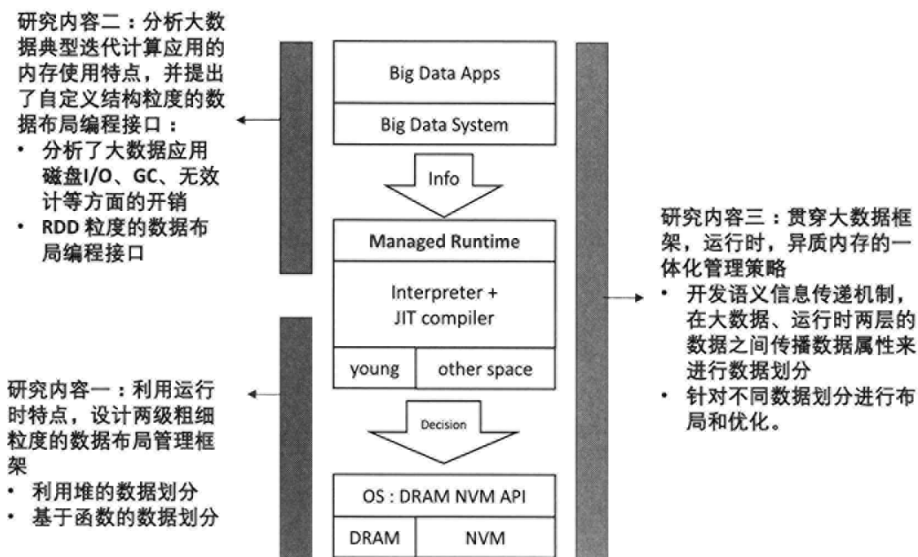 研究内容二：分析大数
据典型迭代计算应用的
内存使用特点，并提出
了自定义结构粒度的数
据布局编程接口：
• 分析了大数据应用
磁盘I/O、GC、无效
计等方面的开销
• RDD 粒度的数据布
局编程接口
研究内容一：利用运行
时特点，设计两级粗细
粒度的数据布局管理框
架
• 利用堆的数据划分
• 基于函数的数据划分
Big Data Apps
Big Data System
Info
Managed Runtime
Interpreter +
JIT compiler
young other space
Decision
OS : DRAM NVM API
DRAM NVM
研究内容三：贯穿大数据框
架，运行时，异质内存的一
体化管理策略
• 开发语义信息传递机制，
在大数据、运行时两层的
数据之间传播数据属性来
进行数据划分
• 针对不同数据划分进行布
局和优化。